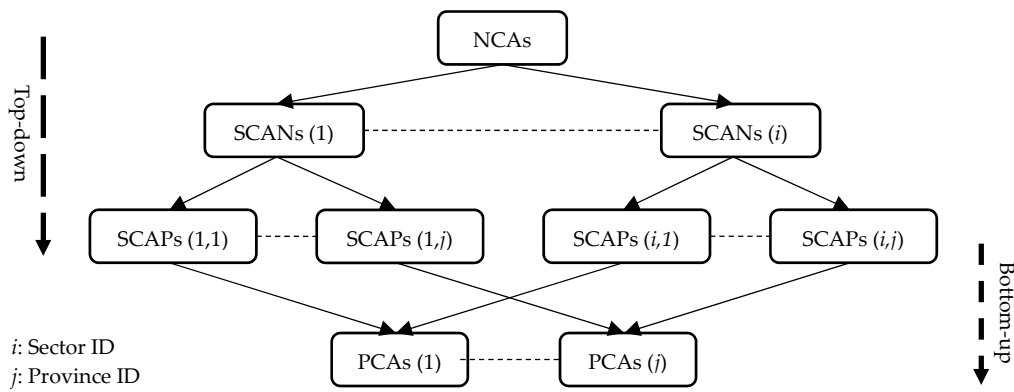 NCAs
Top-down
SCANs (1)
SCANs (i)
SCAPs (1,1)
SCAPs (1,j)
SCAPs (i,1)
SCAPs (i,j)
Bottom-up
PCAs (1)
PCAs (j)
i: Sector ID
j: Province ID